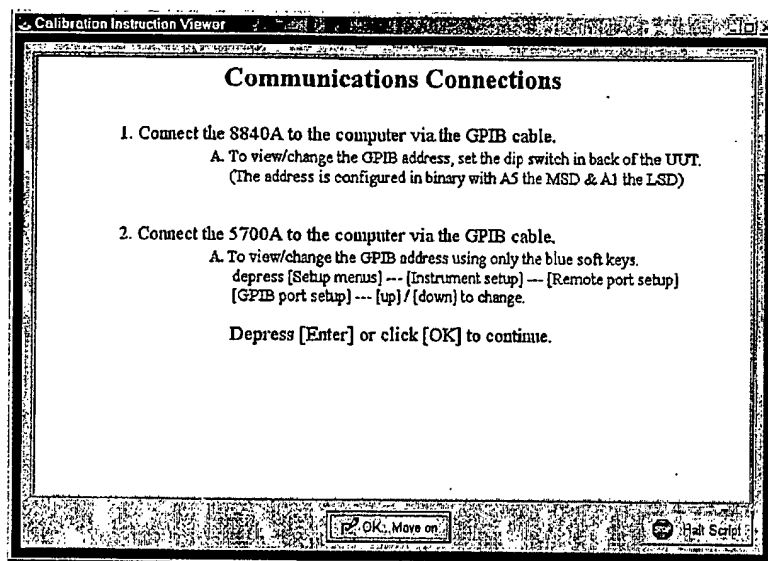 Calibration Instruction Viewer
Communications Connections
1. Connect the 8840A to the computer via the GPIB cable.
A. To view/change the GPIB address, set the dip switch in back of the UUT.
(The address is configured in binary with A5 the MSD & A1 the LSD)
2. Connect the 5700A to the computer via the GPIB cable.
A. To view/change the GPIB address using only the blue soft keys.
depress [Setup menus] --- [Instrument setup] --- [Remote port setup]
[GPIB port setup] --- [up] / [down] to change.
Depress [Enter] or click [OK] to continue.
OK: Move on
Halt Script